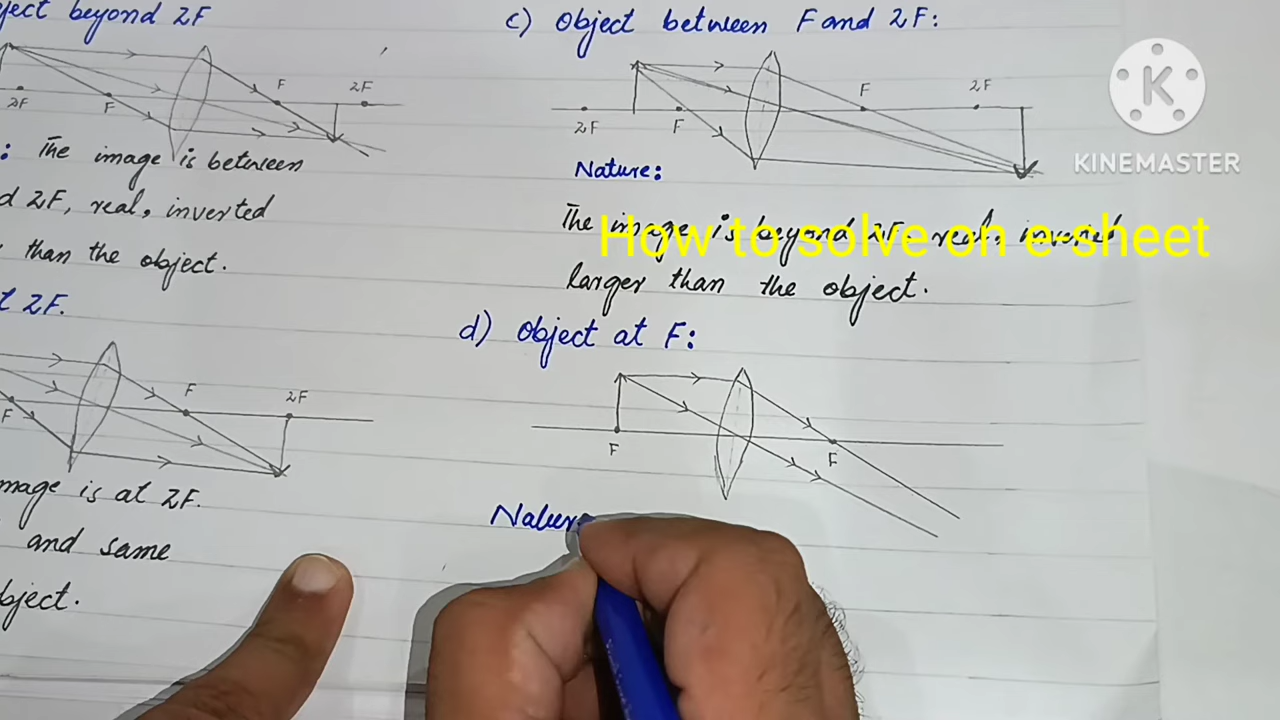 ject beyond 2F
2F
F
F
2F
: The image is between
d 2F, real, inverted
than the object.
t 2F.
F
F
2F
mage is at 2F.
and same
bject.
c) Object between F and 2F:
2F
F
F
2F
Nature:
The image is beyond 2F real, inverted
larger than the object.
d) Object at F:
F
F
Nature
K
KINEMASTER
How to solve on e-sheet